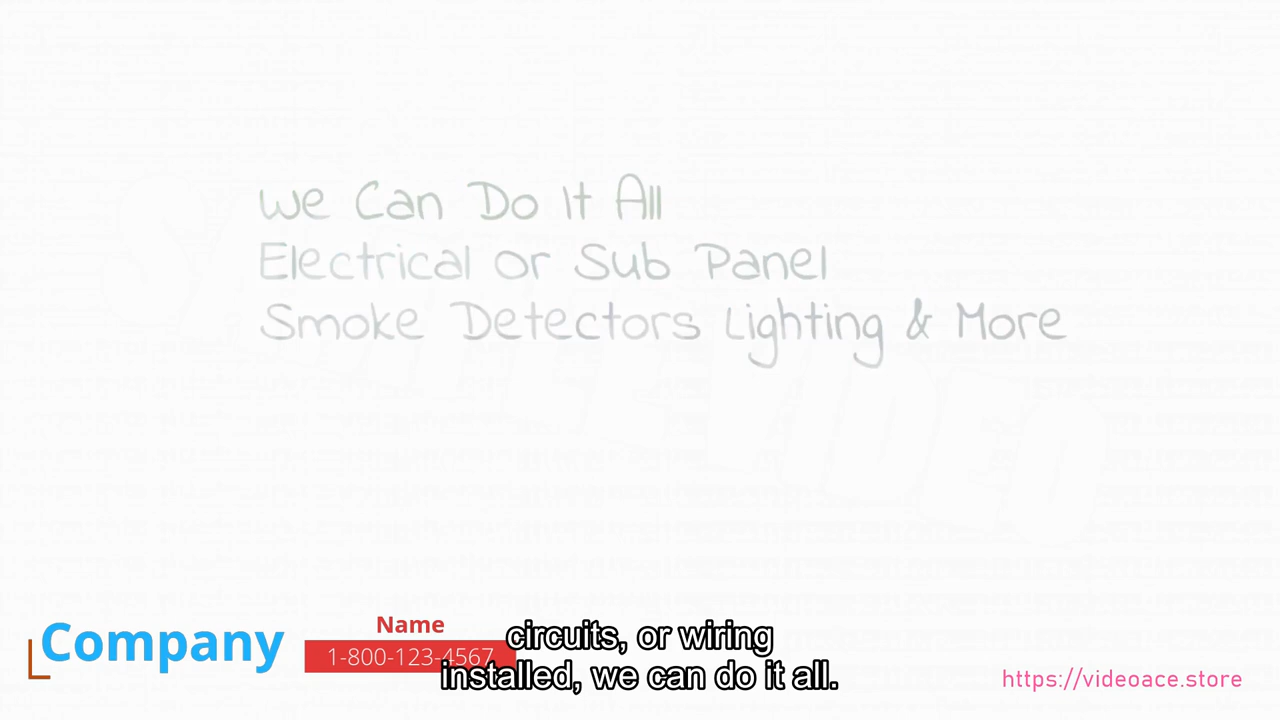 We Can Do It All
Electrical or Sub Panel
Smoke Detectors Lighting & More
Company
Name
1-800-123-4567
circuits, or wiring
installed, we can do it all.
https://videoace.store